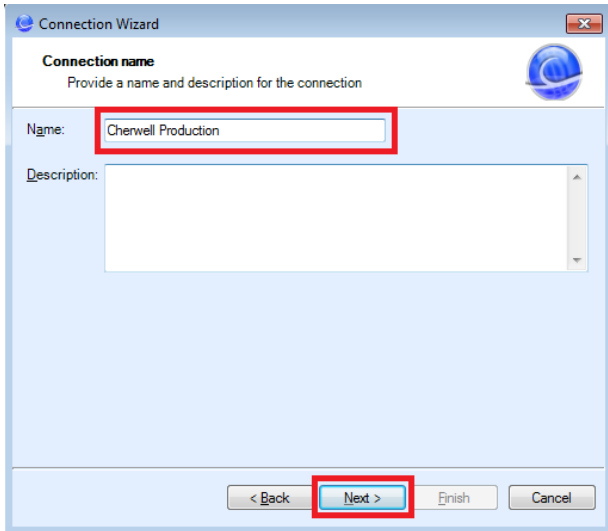 Connection Wizard
Connection name
Provide a name and description for the connection
Name: Cherwell Production
Description:
< Back Next > Finish Cancel